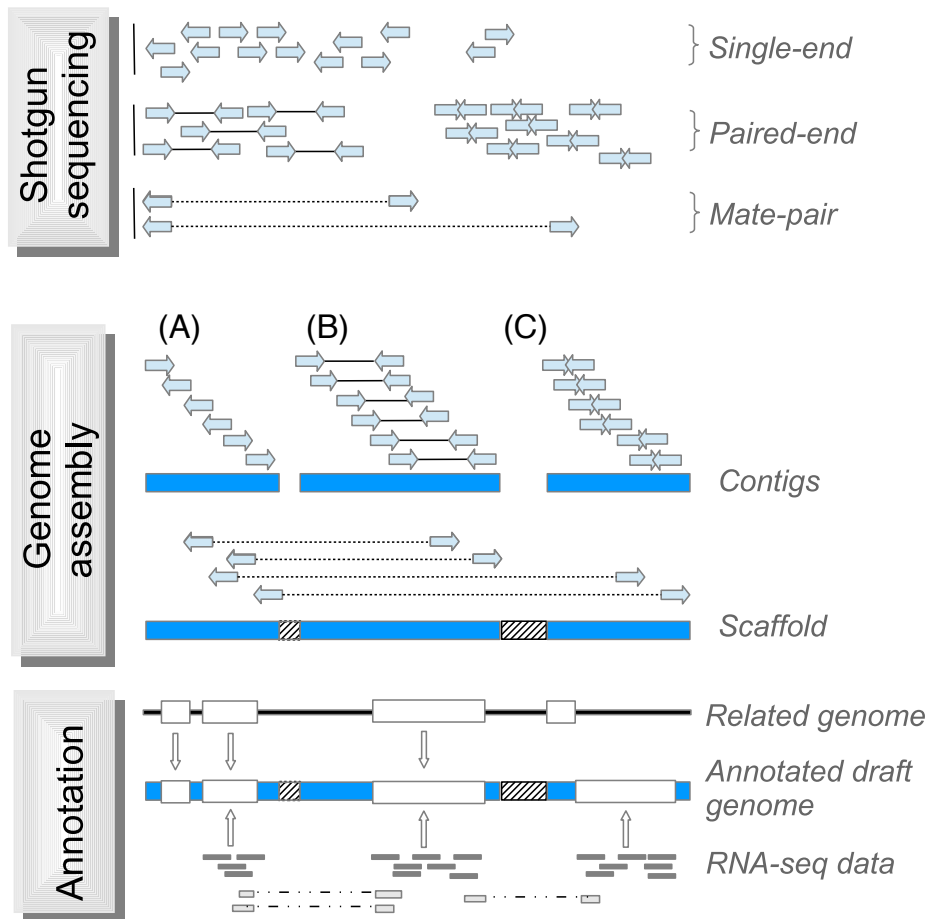 Shotgun
sequencing
Single-end
Paired-end
Mate-pair
Genome
assembly
(A) (B) (C)
Contigs
Scaffold
Annotation
Related genome
Annotated draft
genome
RNA-seq data